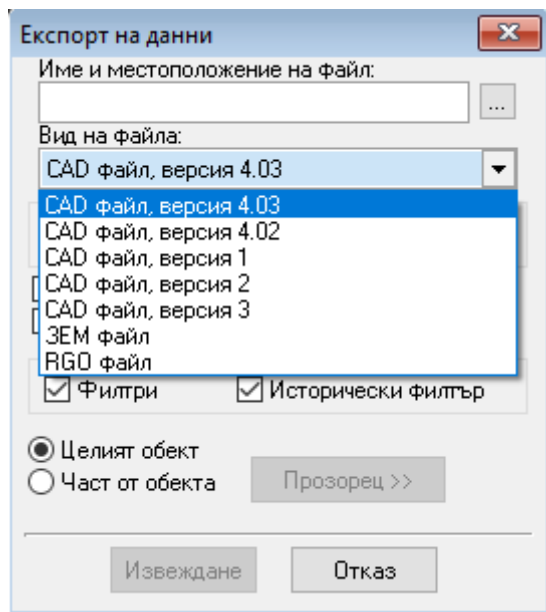 Експорт на данни
Име и местоположение на файл:
...
Вид на файла:
CAD файл, версия 4.03
CAD файл, версия 4.03
CAD файл, версия 4.02
CAD файл, версия 1
CAD файл, версия 2
CAD файл, версия 3
ЗЕМ файл
RGO файл
Филтри Исторически филтър
Целият обект
Част от обекта Прозорец >>
Извеждане Отказ